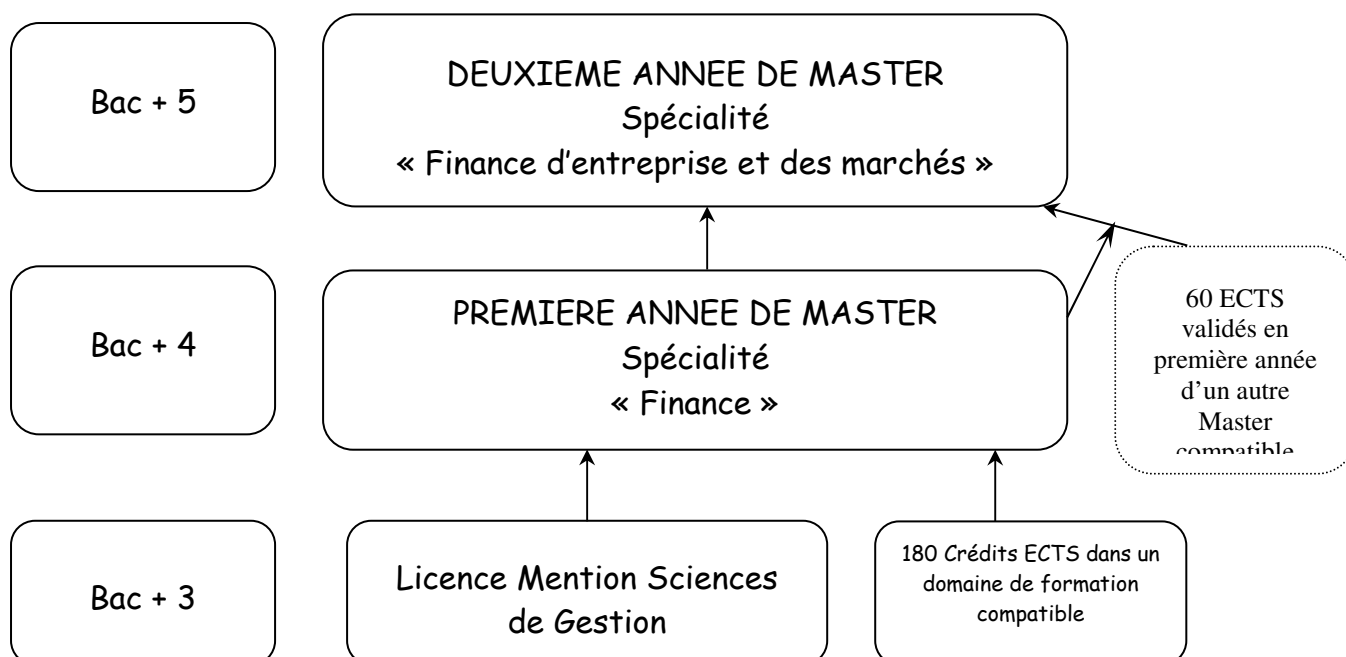 Bac + 5
DEUXIEME ANNEE DE MASTER
Spécialité
« Finance d’entreprise et des marchés »
Bac + 4
PREMIERE ANNEE DE MASTER
Spécialité
« Finance »
60 ECTS
validés en
première année
d’un autre
Master
compatible
Bac + 3
Licence Mention Sciences
de Gestion
180 Crédits ECTS dans un
domaine de formation
compatible